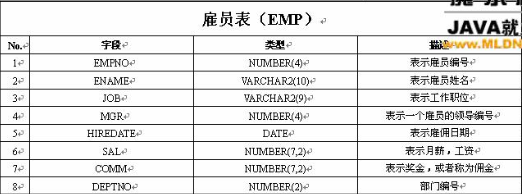 雇员表（EMP）
JAVA就
www.MLDN
No. 字段 类型 描述
1 EMPNO NUMBER(4) 表示雇员编号
2 ENAME VARCHAR2(10) 表示雇员姓名
3 JOB VARCHAR2(9) 表示工作职位
4 MGR NUMBER(4) 表示一个雇员的领导编号
5 HIREDATE DATE 表示雇佣日期
6 SAL NUMBER(7,2) 表示月薪，工资
7 COMM NUMBER(7,2) 表示奖金，或者称为佣金
8 DEPTNO NUMBER(2) 部门编号